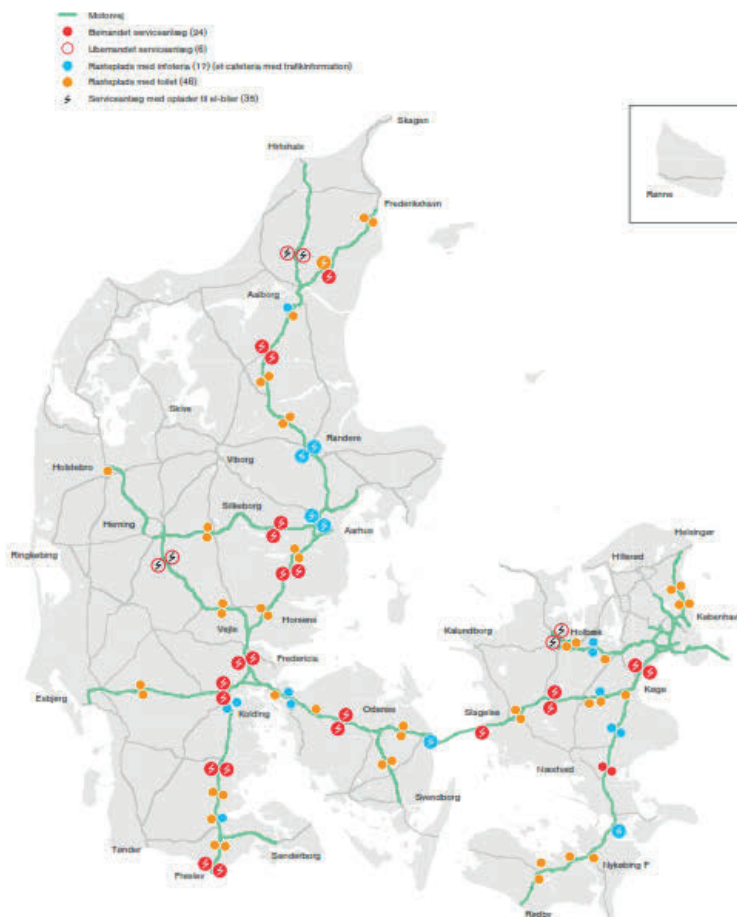 Motorvej
Bemandet serviceanlæg (24)
Ubemandet serviceanlæg (6)
Rasteplads med infoteria (17) (et cafeteria med trafikinformation)
Rasteplads med toilet (46)
Serviceanlæg med oplader til el-biler (35)
Skagen
Hirtshals
Rønne
Frederikshavn
Aalborg
Skive
Randers
Viborg
Holstebro
Silkeborg
Herning
Aarhus
Ringkøbing
Helsingør
Hillerød
København
Kalundborg
Holbæk
Horsens
Vejle
Fredericia
Esbjerg
Kolding
Odense
Slagelse
Køge
Næstved
Svendborg
Tønder
Sønderborg
Frøslev
Nykøbing F
Rødby